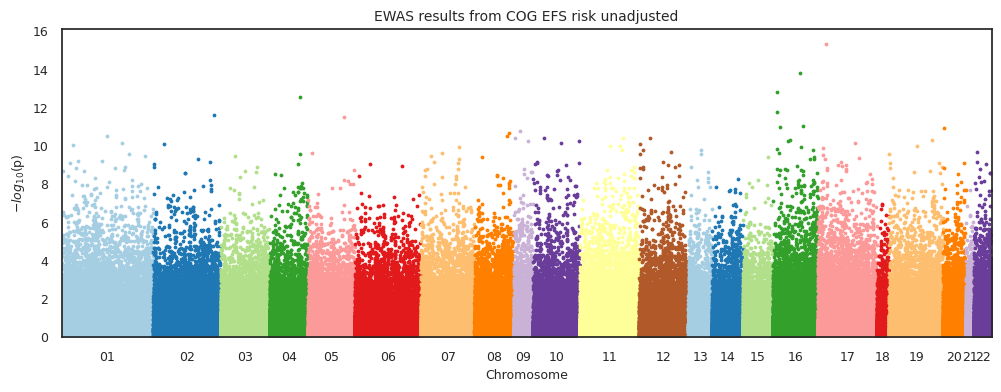 EWAS results from COG EFS risk unadjusted
16
14
12
10
8
6
4
2
0
−log₁₀(p)
01 02 03 04 05 06 07 08 09 10 11 12 13 14 15 16 17 18 19 20 21 22
Chromosome